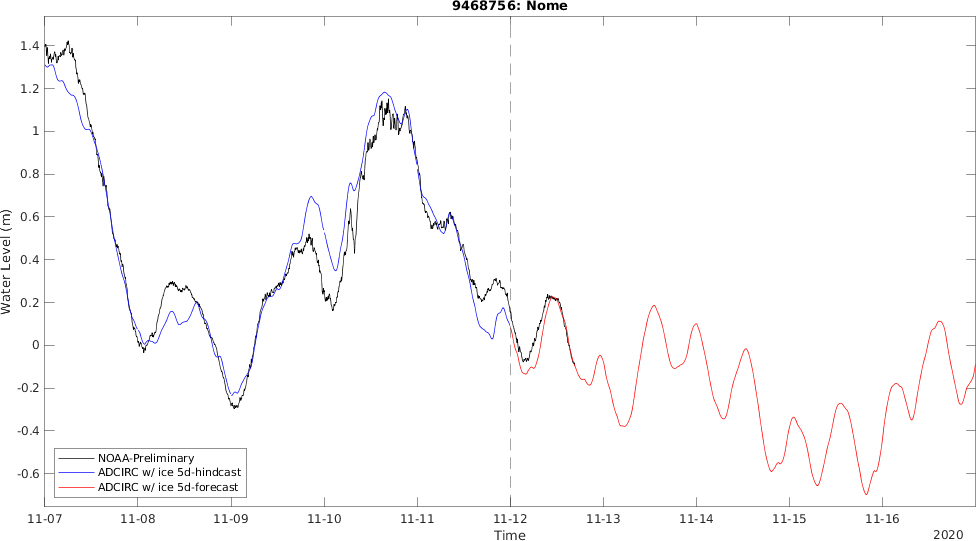 9468756: Nome
Water Level (m)
1.4
1.2
1
0.8
0.6
0.4
0.2
0
-0.2
-0.4
-0.6
NOAA-Preliminary
ADCIRC w/ ice 5d-hindcast
ADCIRC w/ ice 5d-forecast
11-07 11-08 11-09 11-10 11-11 11-12 11-13 11-14 11-15 11-16
Time
2020